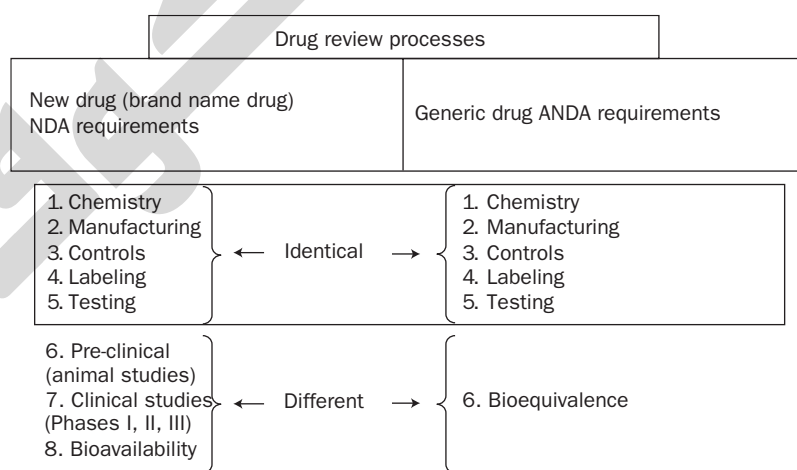 Drug review processes
New drug (brand name drug)
NDA requirements
Generic drug ANDA requirements
1. Chemistry
2. Manufacturing
3. Controls
4. Labeling
5. Testing
Identical
1. Chemistry
2. Manufacturing
3. Controls
4. Labeling
5. Testing
6. Pre-clinical
(animal studies)
7. Clinical studies
(Phases I, II, III)
8. Bioavailability
Different
6. Bioequivalence